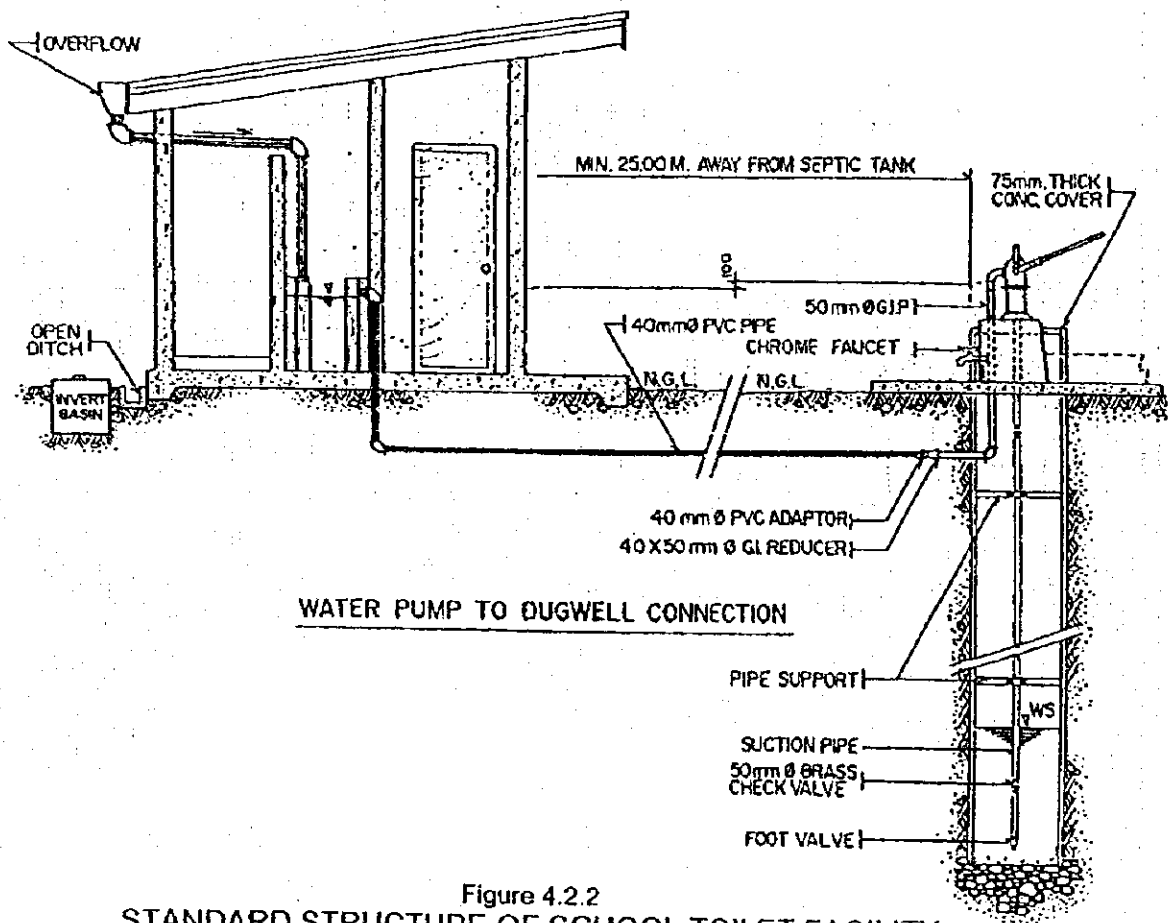 OVERFLOW
MIN. 25.00 M. AWAY FROM SEPTIC TANK
75mm. THICK
CONC. COVER
50mm Ø G.I.P
OPEN
DITCH
40mmØ PVC PIPE
CHROME FAUCET
INVERT
BASIN
N.G.L. N.G.L.
40 mm Ø PVC ADAPTOR
40 X 50 mm Ø G.I. REDUCER
WATER PUMP TO DUGWELL CONNECTION
PIPE SUPPORT
WS
SUCTION PIPE
50mm Ø BRASS
CHECK VALVE
FOOT VALVE
Figure 4.2.2
STANDARD STRUCTURE OF SCHOOL TOILET FACILITY